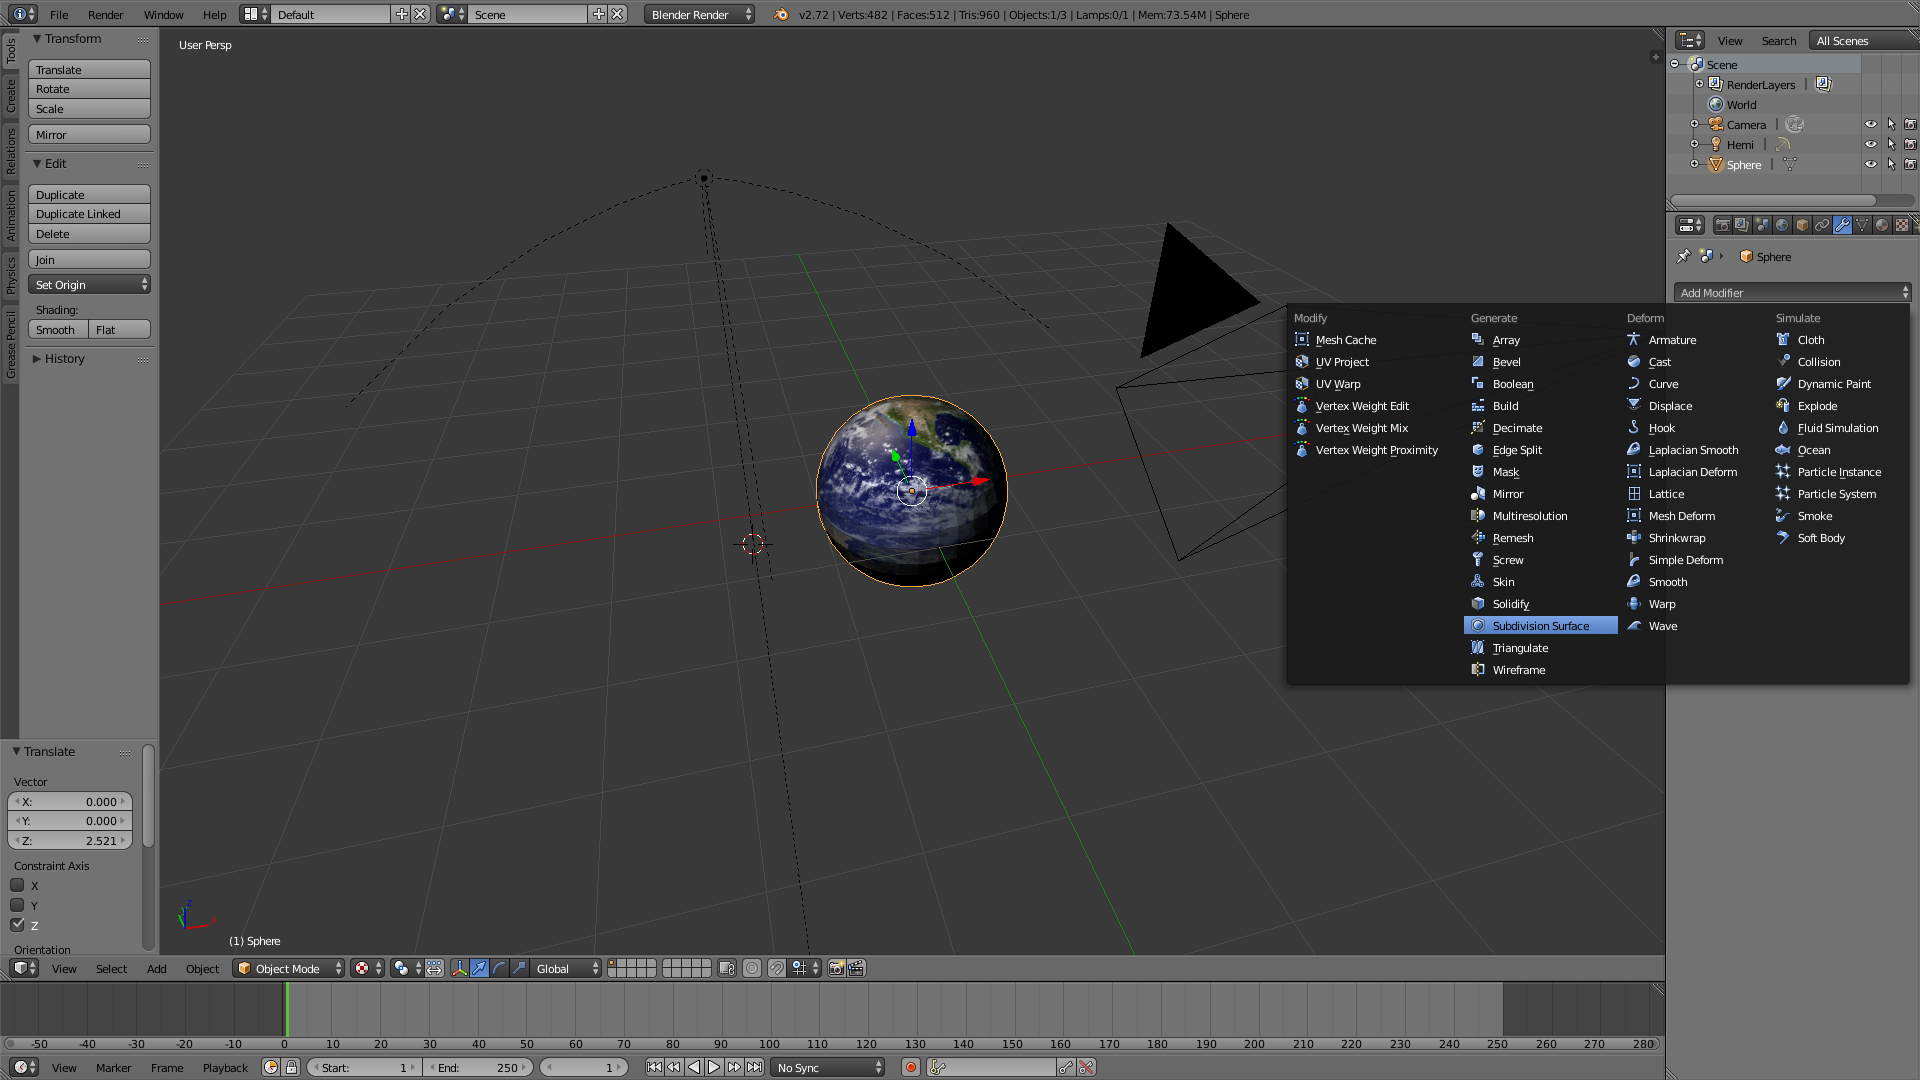 File Render Window Help Default Scene Blender Render v2.72 | Verts:482 | Faces:512 | Tris:960 | Objects:1/3 | Lamps:0/1 | Mem:73.54M | Sphere
Tools
Create
Relations
Animation
Physics
Grease Pencil
Transform
Translate
Rotate
Scale
Mirror
Edit
Duplicate
Duplicate Linked
Delete
Join
Set Origin
Shading:
Smooth Flat
History
Translate
Vector
X: 0.000
Y: 0.000
Z: 2.521
Constraint Axis
X
Y
Z
Orientation
User Persp
(1) Sphere
View Search All Scenes
Scene
RenderLayers
World
Camera
Hemi
Sphere
Sphere
Add Modifier
Modify
Mesh Cache
UV Project
UV Warp
Vertex Weight Edit
Vertex Weight Mix
Vertex Weight Proximity
Generate
Array
Bevel
Boolean
Build
Decimate
Edge Split
Mask
Mirror
Multiresolution
Remesh
Screw
Skin
Solidify
Subdivision Surface
Triangulate
Wireframe
Deform
Armature
Cast
Curve
Displace
Hook
Laplacian Smooth
Laplacian Deform
Lattice
Mesh Deform
Shrinkwrap
Simple Deform
Smooth
Warp
Wave
Simulate
Cloth
Collision
Dynamic Paint
Explode
Fluid Simulation
Ocean
Particle Instance
Particle System
Smoke
Soft Body
View Select Add Object Object Mode Global
-50 -40 -30 -20 -10 0 10 20 30 40 50 60 70 80 90 100 110 120 130 140 150 160 170 180 190 200 210 220 230 240 250 260 270 280
View Marker Frame Playback Start: 1 End: 250 1 No Sync